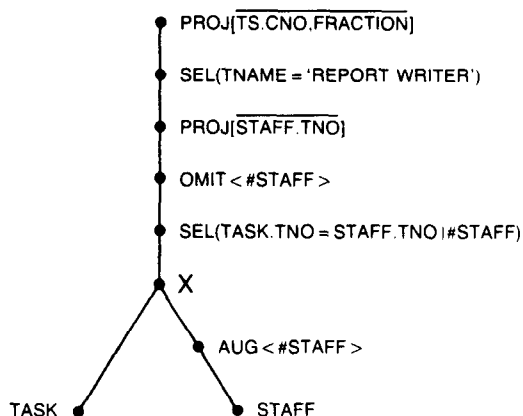 PROJ[TS.CNO,FRACTION]
SEL(TNAME = 'REPORT WRITER')
PROJ[STAFF.TNO]
OMIT < #STAFF >
SEL(TASK.TNO = STAFF.TNO | #STAFF)
X
AUG < #STAFF >
TASK
STAFF